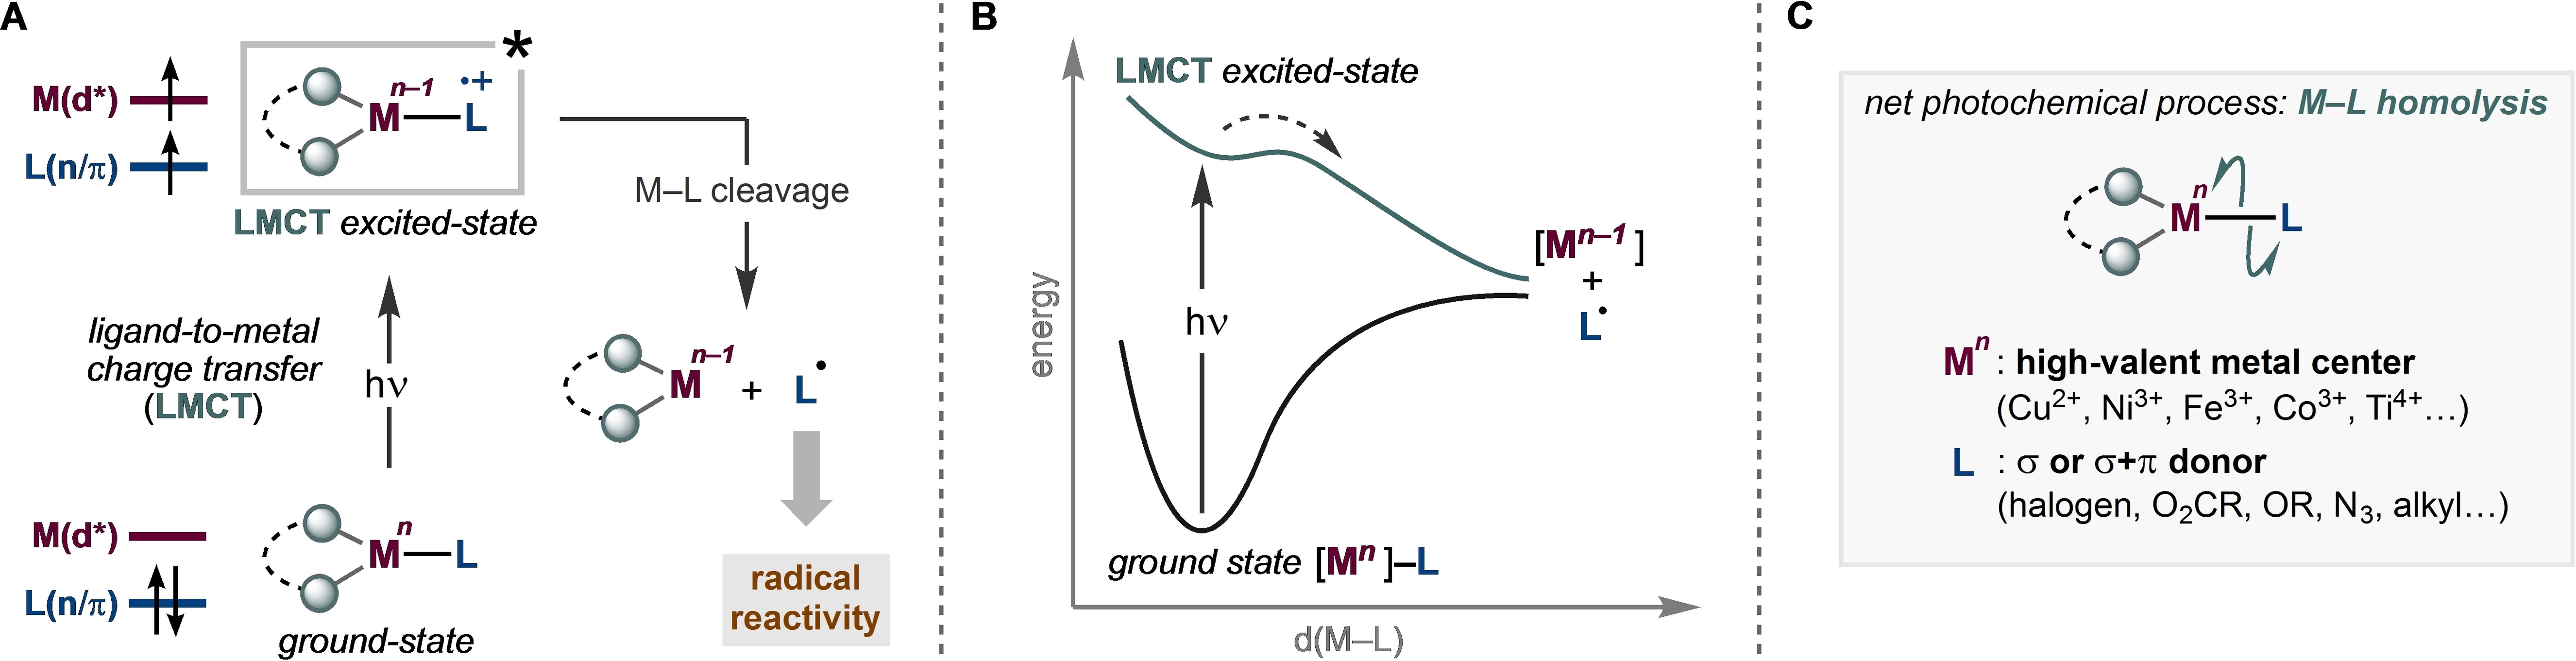 A
M(d*)
L(n/π)
*
M n–1 L •+
LMCT excited-state
M–L cleavage
ligand-to-metal
charge transfer
(LMCT)
hν
M n–1 + L•
M(d*)
L(n/π)
M n L
ground-state
radical
reactivity
B
LMCT excited-state
energy
hν
[Mⁿ⁻¹]
+
L•
ground state [Mⁿ]–L
d(M–L)
C
net photochemical process: M–L homolysis
M n L
Mⁿ : high-valent metal center
(Cu²⁺, Ni³⁺, Fe³⁺, Co³⁺, Ti⁴⁺…)
L : σ or σ+π donor
(halogen, O₂CR, OR, N₃, alkyl…)